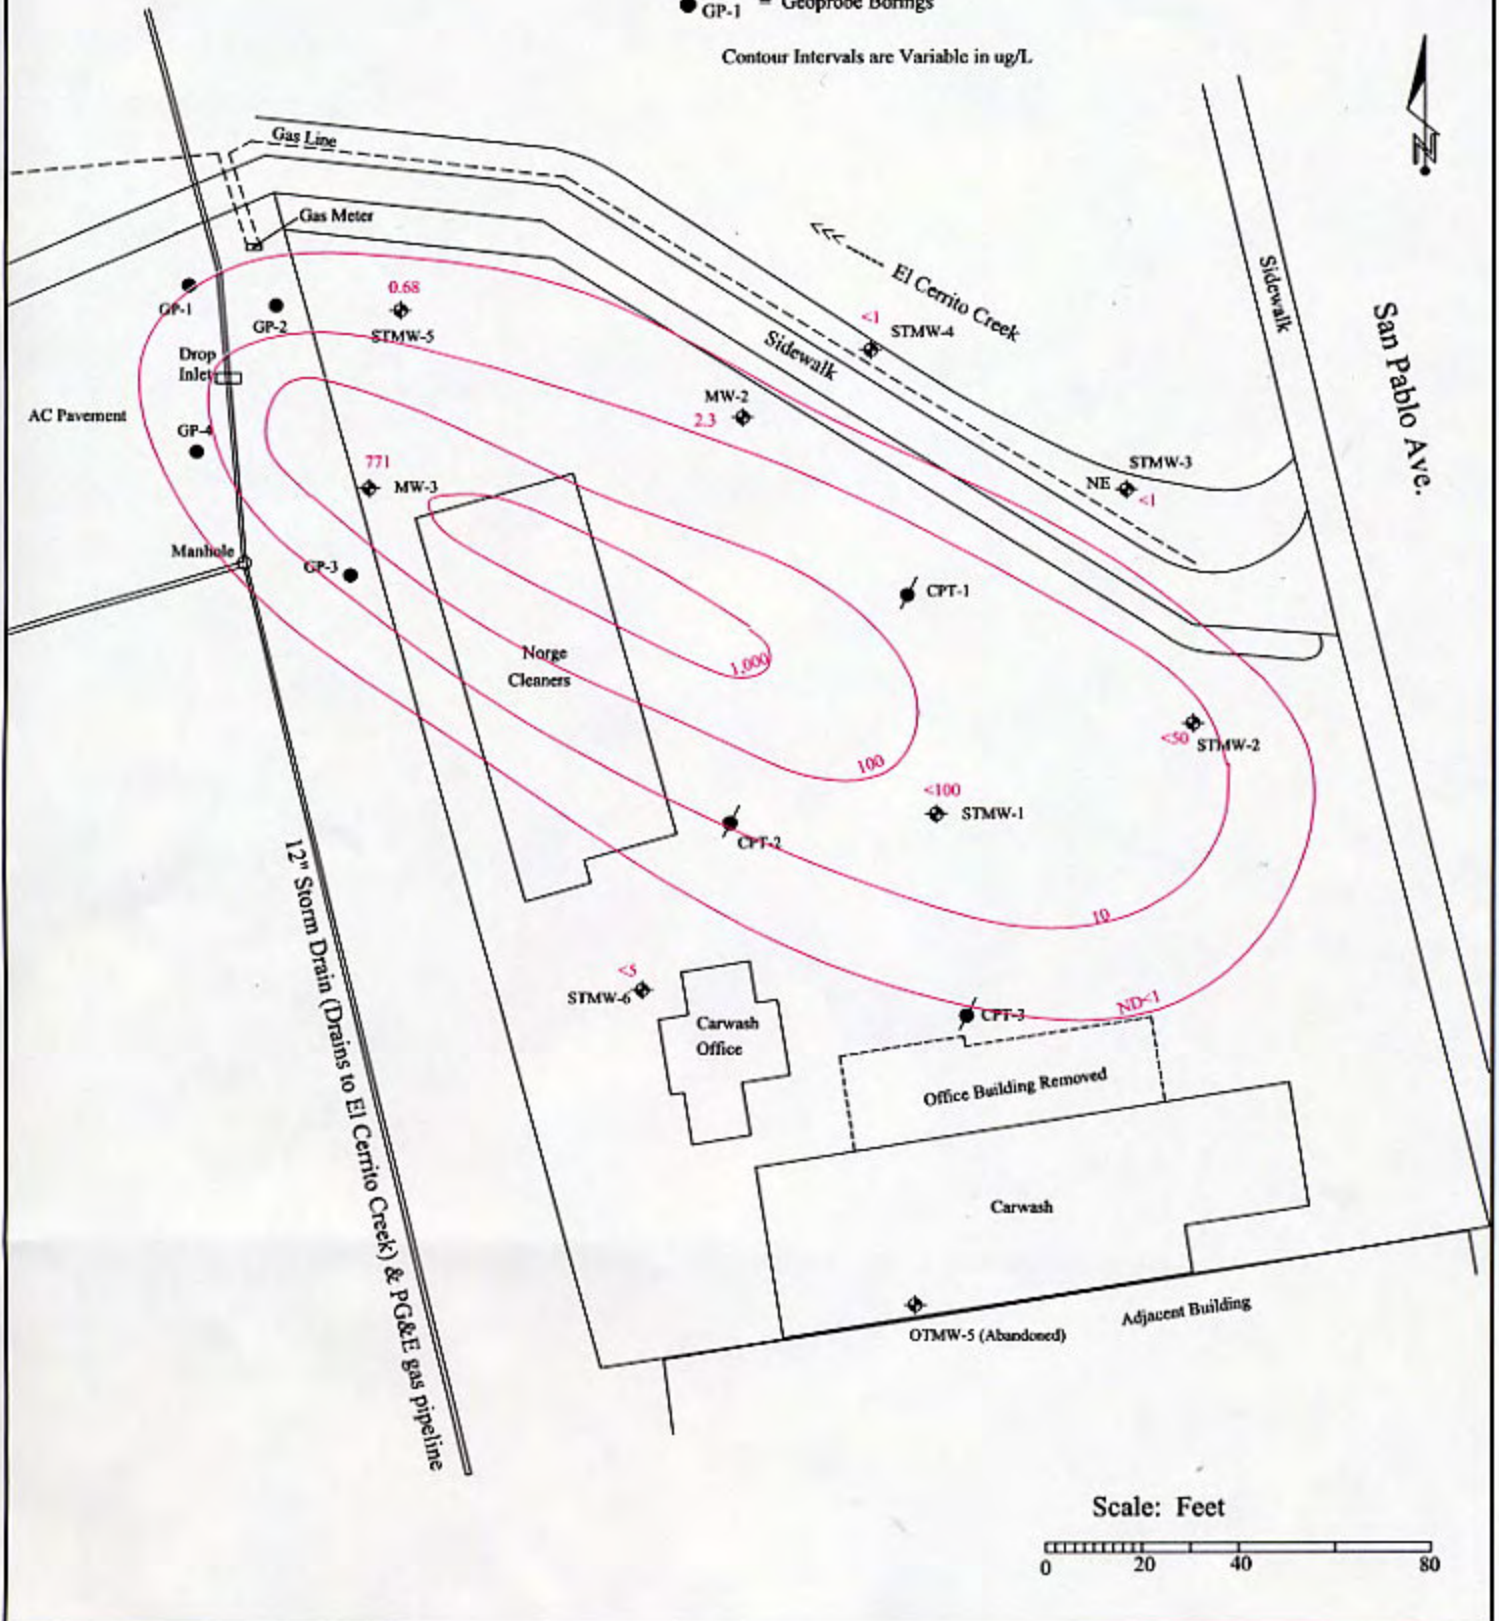 GP-1 = Geoprobe Borings
Contour Intervals are Variable in ug/L
Gas Line
Gas Meter
El Cerrito Creek
Sidewalk
San Pablo Ave.
GP-1
GP-2
0.68
STMW-5
<1
STMW-4
Sidewalk
Drop
Inlet
AC Pavement
GP-4
MW-2
2.3
771
MW-3
STMW-3
NE
<1
Manhole
GP-3
CPT-1
Norge
Cleaners
1,000
<50
STMW-2
100
<100
STMW-1
CPT-2
10
12" Storm Drain (Drains to El Cerrito Creek) & PG&E gas pipeline
<5
STMW-6
Carwash
Office
CPT-3
ND<1
Office Building Removed
Carwash
Adjacent Building
OTMW-5 (Abandoned)
Scale: Feet
0 20 40 80